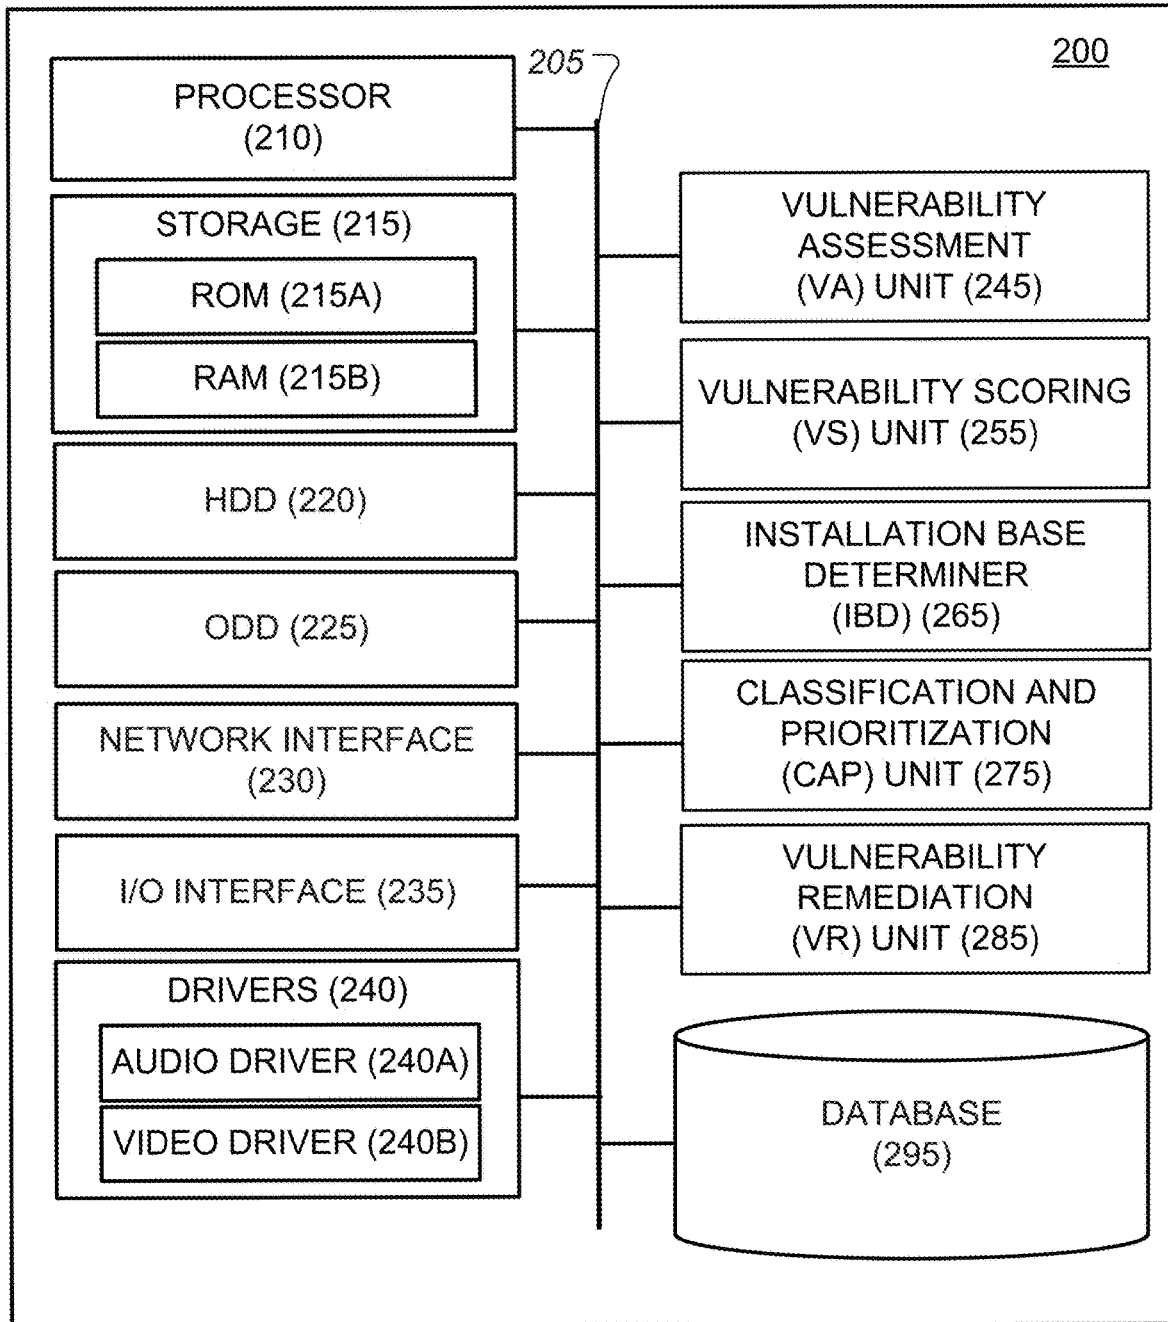 200
205
PROCESSOR
(210)
STORAGE (215)
ROM (215A)
RAM (215B)
HDD (220)
ODD (225)
NETWORK INTERFACE
(230)
I/O INTERFACE (235)
DRIVERS (240)
AUDIO DRIVER (240A)
VIDEO DRIVER (240B)
VULNERABILITY
ASSESSMENT
(VA) UNIT (245)
VULNERABILITY SCORING
(VS) UNIT (255)
INSTALLATION BASE
DETERMINER
(IBD) (265)
CLASSIFICATION AND
PRIORITIZATION
(CAP) UNIT (275)
VULNERABILITY
REMEDIATION
(VR) UNIT (285)
DATABASE
(295)